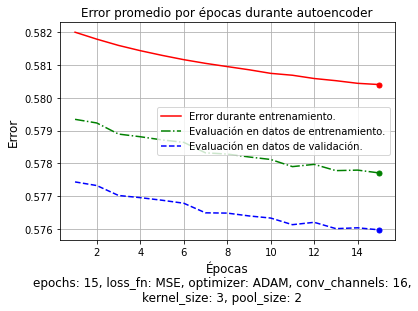 Error promedio por épocas durante autoencoder
0.582
0.581
0.580
0.579
0.578
0.577
0.576
Error
Error durante entrenamiento.
Evaluación en datos de entrenamiento.
Evaluación en datos de validación.
2 4 6 8 10 12 14
Épocas
epochs: 15, loss_fn: MSE, optimizer: ADAM, conv_channels: 16,
kernel_size: 3, pool_size: 2